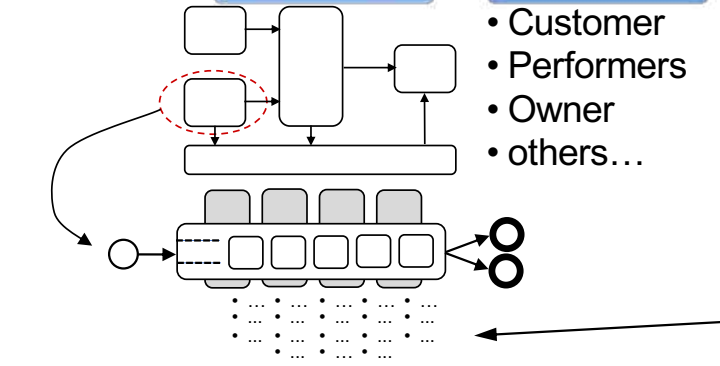 • Customer
• Performers
• Owner
• others…
• ... • ... • ... • ... • ...
• ... • ... • ... • ... • ...
• ... • ... • ... • ... • ...
• ... • ... • ...